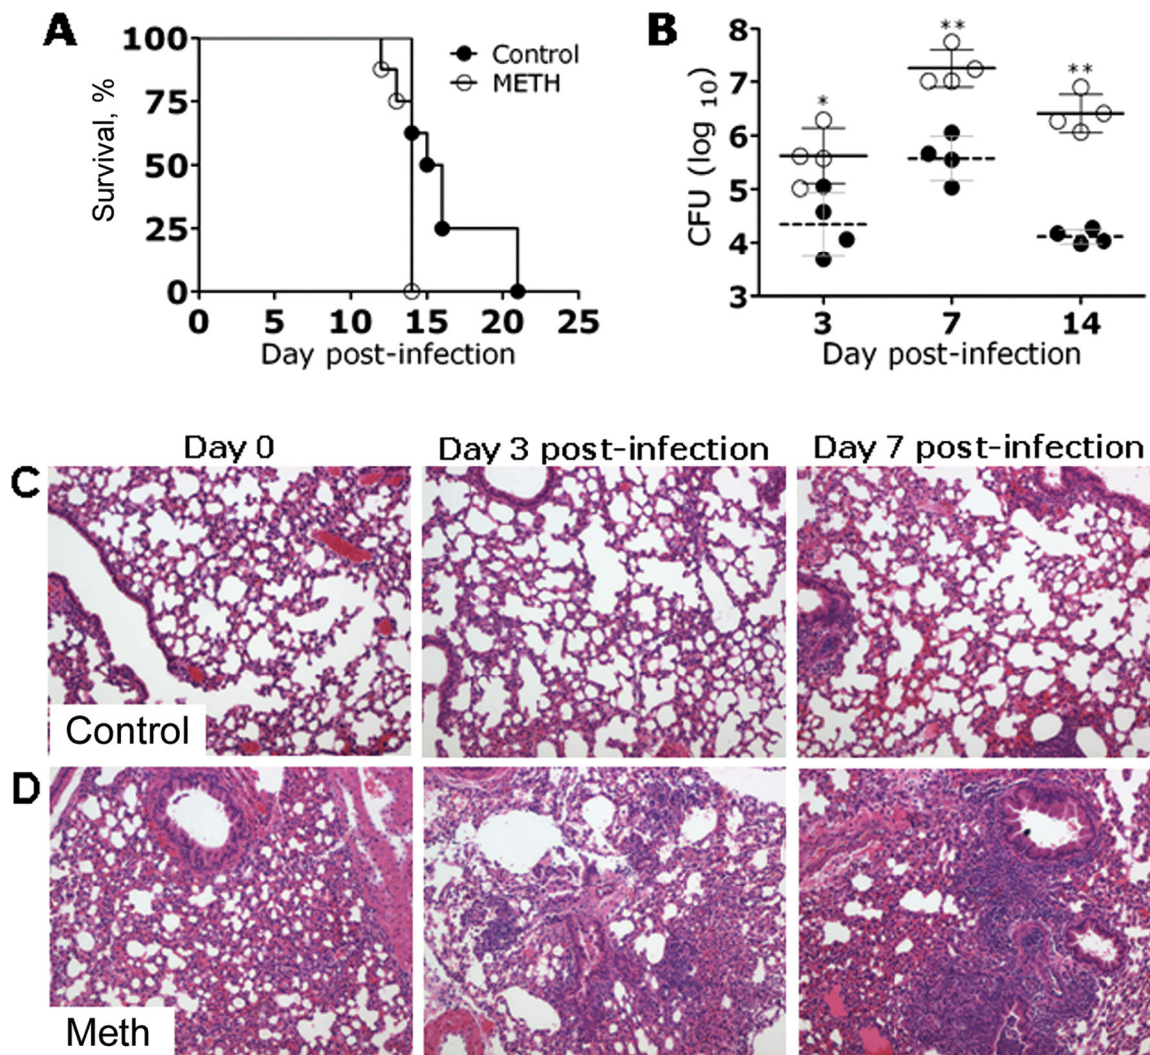 A
100
75
50
25
0
Survival, %
Control
METH
0 5 10 15 20 25
Day post-infection
B
8
7
6
5
4
3
CFU (log 10)
*
**
**
3 7 14
Day post-infection
Day 0
Day 3 post-infection
Day 7 post-infection
C
Control
D
Meth